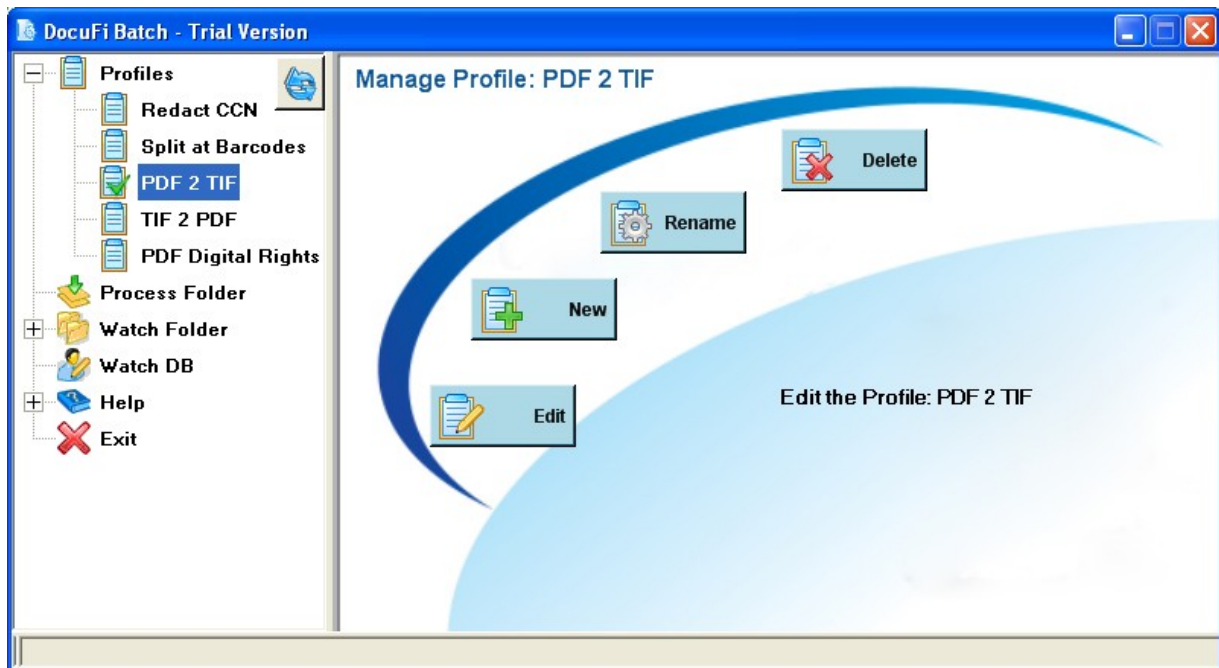 DocuFi Batch - Trial Version
Profiles
Redact CCN
Split at Barcodes
PDF 2 TIF
TIF 2 PDF
PDF Digital Rights
Process Folder
Watch Folder
Watch DB
Help
Exit
Manage Profile: PDF 2 TIF
Delete
Rename
New
Edit
Edit the Profile: PDF 2 TIF